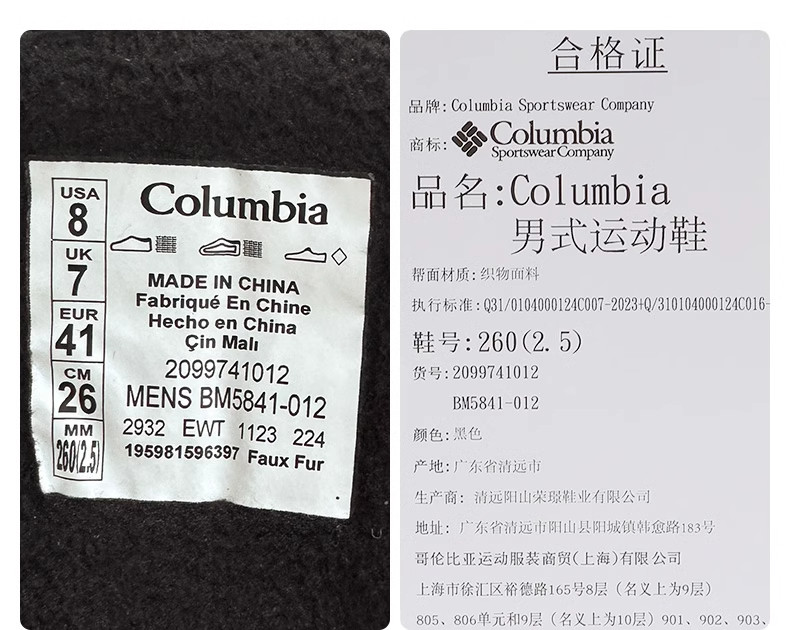 USA
8
UK
7
EUR
41
CM
26
MM
260(2.5)
Columbia
MADE IN CHINA
Fabriqué En Chine
Hecho en China
Çin Malı
2099741012
MENS BM5841-012
2932 EWT 1123 224
195981596397 Faux Fur
合格证
品牌:Columbia Sportswear Company
商标:Columbia
Sportswear Company
品名:Columbia
男式运动鞋
帮面材质:织物面料
执行标准:Q31/0104000124C007-2023+Q/310104000124C016-
鞋号:260(2.5)
货号:2099741012
BM5841-012
颜色:黑色
产地:广东省清远市
生产商: 清远阳山荣璟鞋业有限公司
地址: 广东省清远市阳山县阳城镇韩愈路183号
哥伦比亚运动服装商贸(上海)有限公司
上海市徐汇区裕德路165号8层(名义上为9层)
805、806单元和9层(名义上为10层)901、902、903、